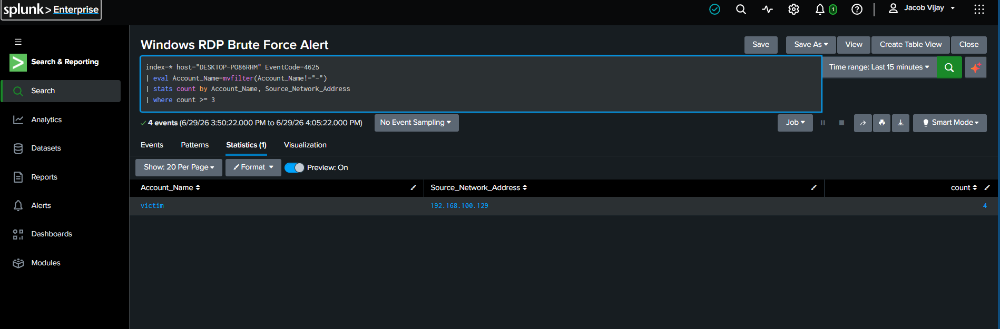 splunk> Enterprise
1
Jacob Vijay
Search & Reporting
Search
Analytics
Datasets
Reports
Alerts
Dashboards
Modules
Windows RDP Brute Force Alert
Save
Save As
View
Create Table View
Close
index=* host="DESKTOP-PO86RHM" EventCode=4625
| eval Account_Name=mvfilter(Account_Name!="-")
| stats count by Account_Name, Source_Network_Address
| where count >= 3
Time range: Last 15 minutes
4 events (6/29/26 3:50:22.000 PM to 6/29/26 4:05:22.000 PM)
No Event Sampling
Job
Smart Mode
Events
Patterns
Statistics (1)
Visualization
Show: 20 Per Page
Format
Preview: On
Account_Name
Source_Network_Address
count
victim
192.168.100.129
4